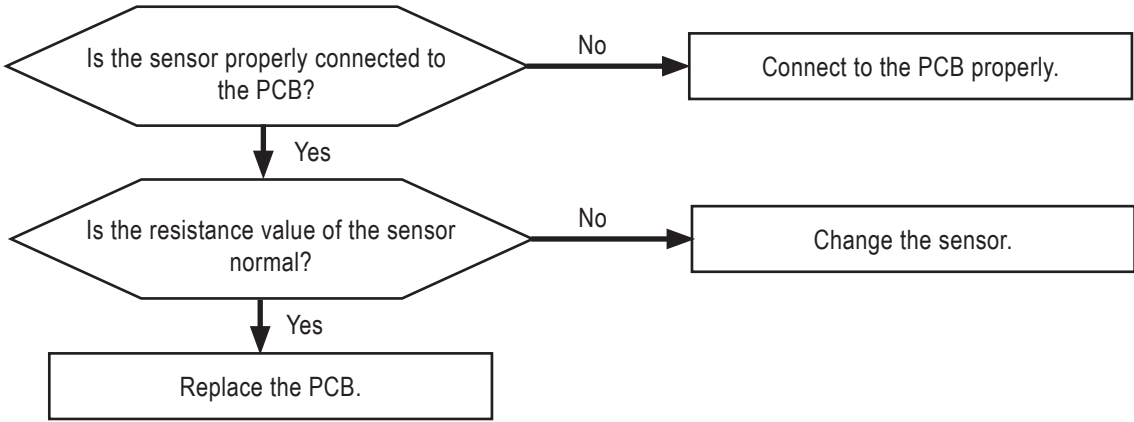 Is the sensor properly connected to
the PCB?
No
Connect to the PCB properly.
Yes
Is the resistance value of the sensor
normal?
No
Change the sensor.
Yes
Replace the PCB.